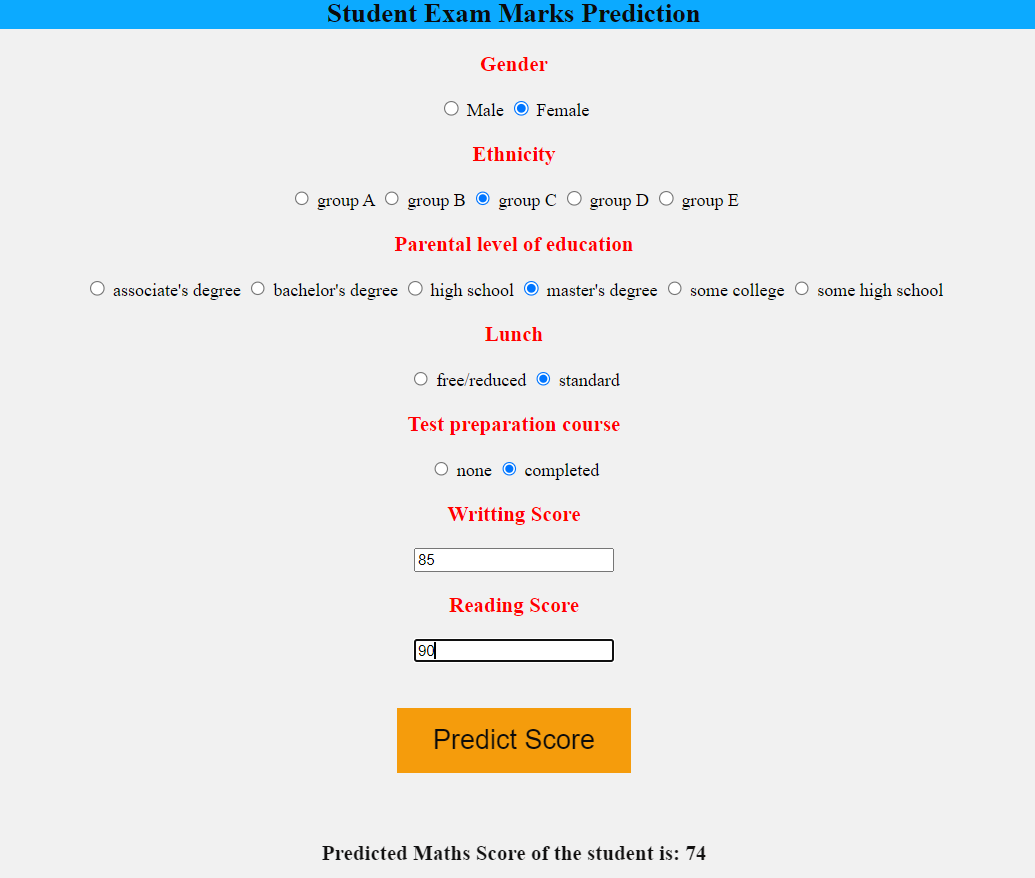 Student Exam Marks Prediction
Gender
Male Female
Ethnicity
group A group B group C group D group E
Parental level of education
associate's degree bachelor's degree high school master's degree some college some high school
Lunch
free/reduced standard
Test preparation course
none completed
Writting Score
85
Reading Score
90
Predict Score
Predicted Maths Score of the student is: 74